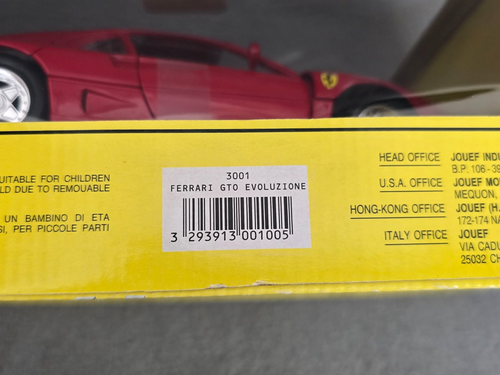 UITABLE FOR CHILDREN
LD DUE TO REMOUABLE
UN BAMBINO DI ETA
SI, PER PICCOLE PARTI
3001
FERRARI GTO EVOLUZIONE
3 293913 001005
HEAD OFFICE JOUEF INDU
B.P. 106 - 39
U.S.A. OFFICE JOUEF MO
MEQUON,
HONG-KONG OFFICE JOUEF (H.
172-174 NA
ITALY OFFICE JOUEF
VIA CADU
25032 CH